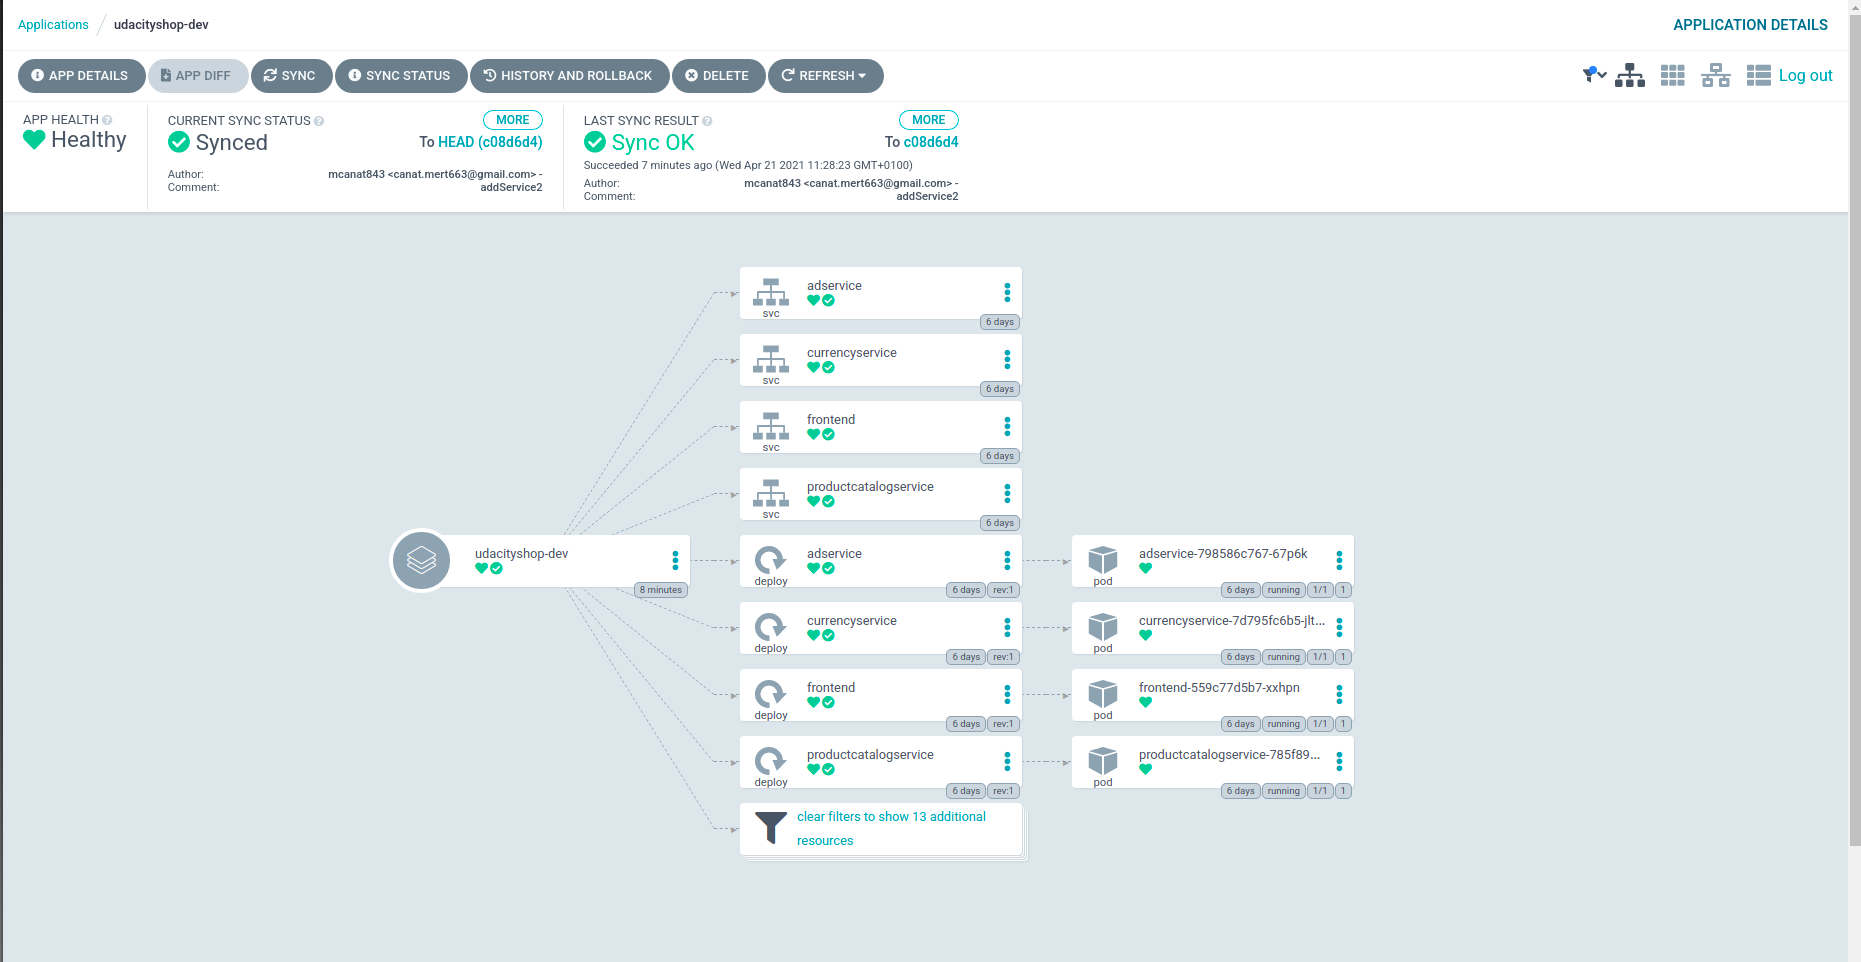 Applications / udacityshop-dev
APPLICATION DETAILS
APP DETAILS
APP DIFF
SYNC
SYNC STATUS
HISTORY AND ROLLBACK
DELETE
REFRESH
Log out
APP HEALTH
Healthy
CURRENT SYNC STATUS
MORE
Synced
To HEAD (c08d6d4)
Author: mcanat843 <canat.mert663@gmail.com> -
Comment: addService2
LAST SYNC RESULT
MORE
Sync OK
To c08d6d4
Succeeded 7 minutes ago (Wed Apr 21 2021 11:28:23 GMT+0100)
Author: mcanat843 <canat.mert663@gmail.com> -
Comment: addService2
adservice
svc
6 days
currencyservice
svc
6 days
frontend
svc
6 days
productcatalogservice
svc
6 days
udacityshop-dev
8 minutes
adservice
deploy
6 days rev:1
adservice-798586c767-67p6k
pod
6 days running 1/1 1
currencyservice
deploy
6 days rev:1
currencyservice-7d795fc6b5-jlt...
pod
6 days running 1/1 1
frontend
deploy
6 days rev:1
frontend-559c77d5b7-xxhpn
pod
6 days running 1/1 1
productcatalogservice
deploy
6 days rev:1
productcatalogservice-785f89...
pod
6 days running 1/1 1
clear filters to show 13 additional
resources